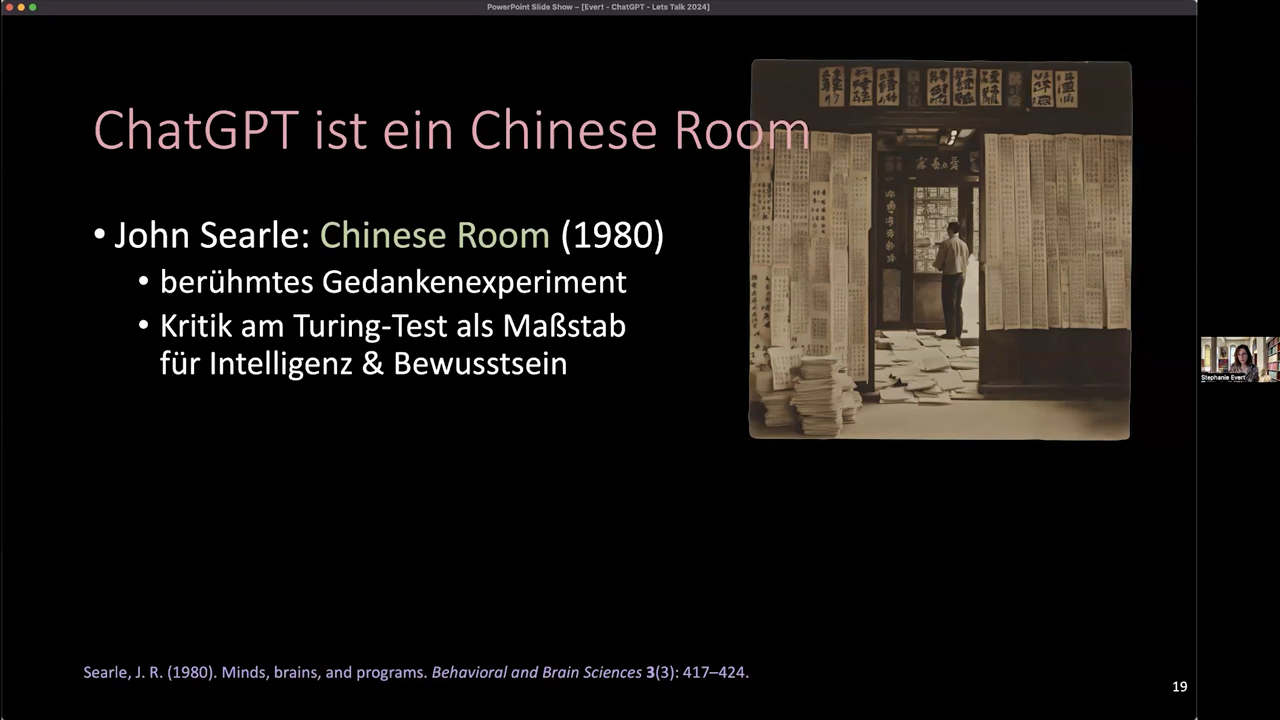 PowerPoint Slide Show – [Evert - ChatGPT - Lets Talk 2024]
ChatGPT ist ein Chinese Room
• John Searle: Chinese Room (1980)
• berühmtes Gedankenexperiment
• Kritik am Turing-Test als Maßstab
für Intelligenz & Bewusstsein
Stephanie Evert
Searle, J. R. (1980). Minds, brains, and programs. Behavioral and Brain Sciences 3(3): 417–424.
19